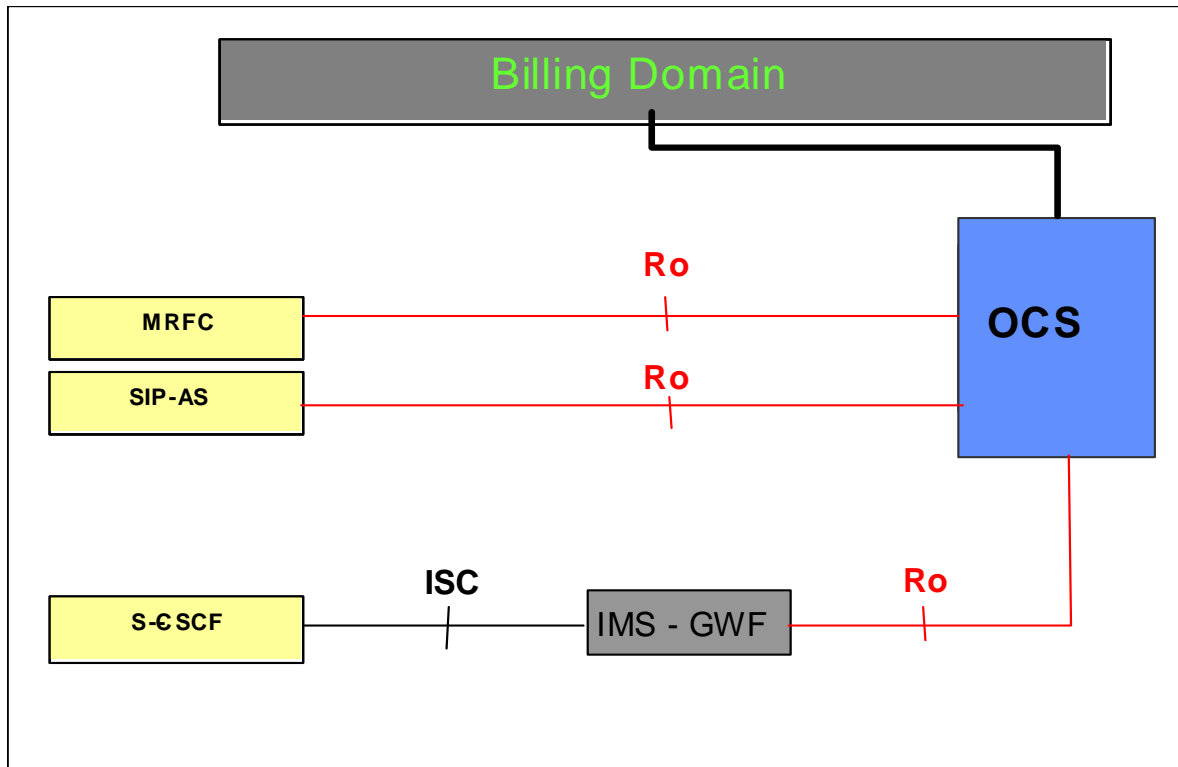 Billing Domain
Ro
MRFC
OCS
Ro
SIP-AS
ISC
Ro
S-CSCF
IMS - GWF